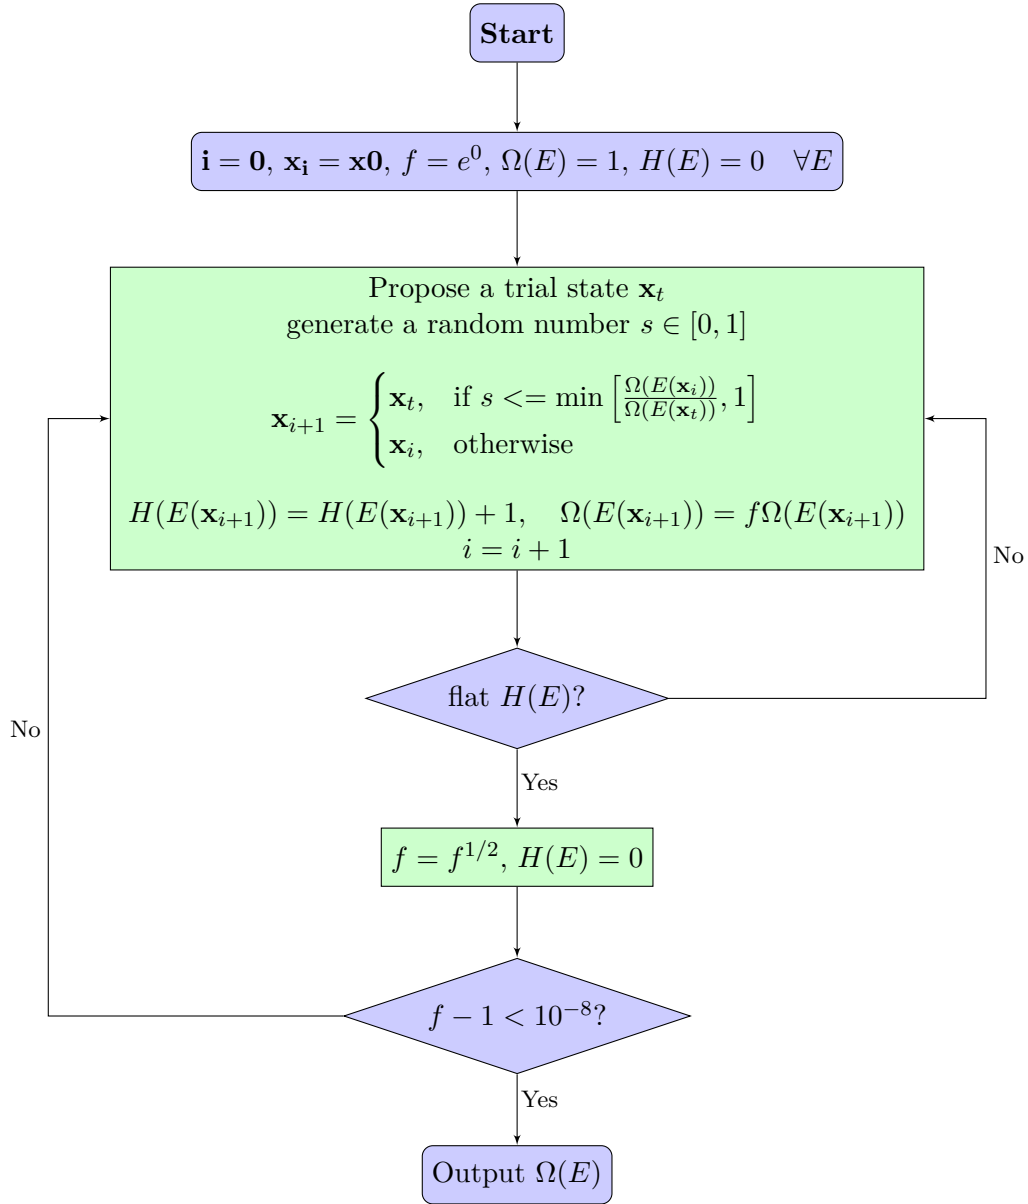 Start
i = 0, x_i = x0, f = e^0, Ω(E) = 1, H(E) = 0 ∀E
Propose a trial state x_t
generate a random number s ∈ [0, 1]
x_{i+1} = { x_t, if s <= min [Ω(E(x_i)) / Ω(E(x_t)), 1]
x_i, otherwise
H(E(x_{i+1})) = H(E(x_{i+1})) + 1, Ω(E(x_{i+1})) = fΩ(E(x_{i+1}))
i = i + 1
No
flat H(E)?
No
Yes
f = f^{1/2}, H(E) = 0
f − 1 < 10^{−8}?
Yes
Output Ω(E)